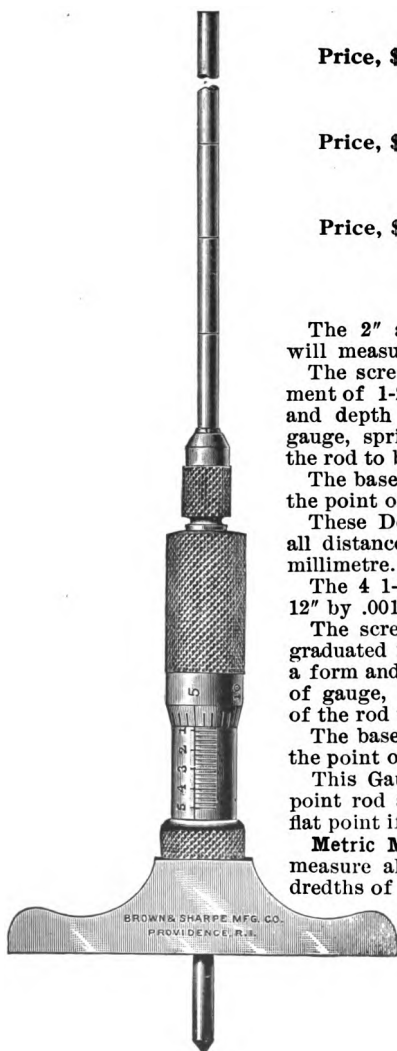 Price, $
Price, $
Price, $
The 2″ a
will measu
The scre
ment of 1-
and depth
gauge, spri
the rod to b
The base
the point o
These De
all distance
millimetre.
The 4 1-
12″ by .001
The scre
graduated
a form and
of gauge,
of the rod
The base
the point o
This Gau
point rod
flat point i
Metric M
measure al
dredths of
5 10
1
2
3
4
5
BROWN & SHARPE MFG. CO.
PROVIDENCE, R.I.